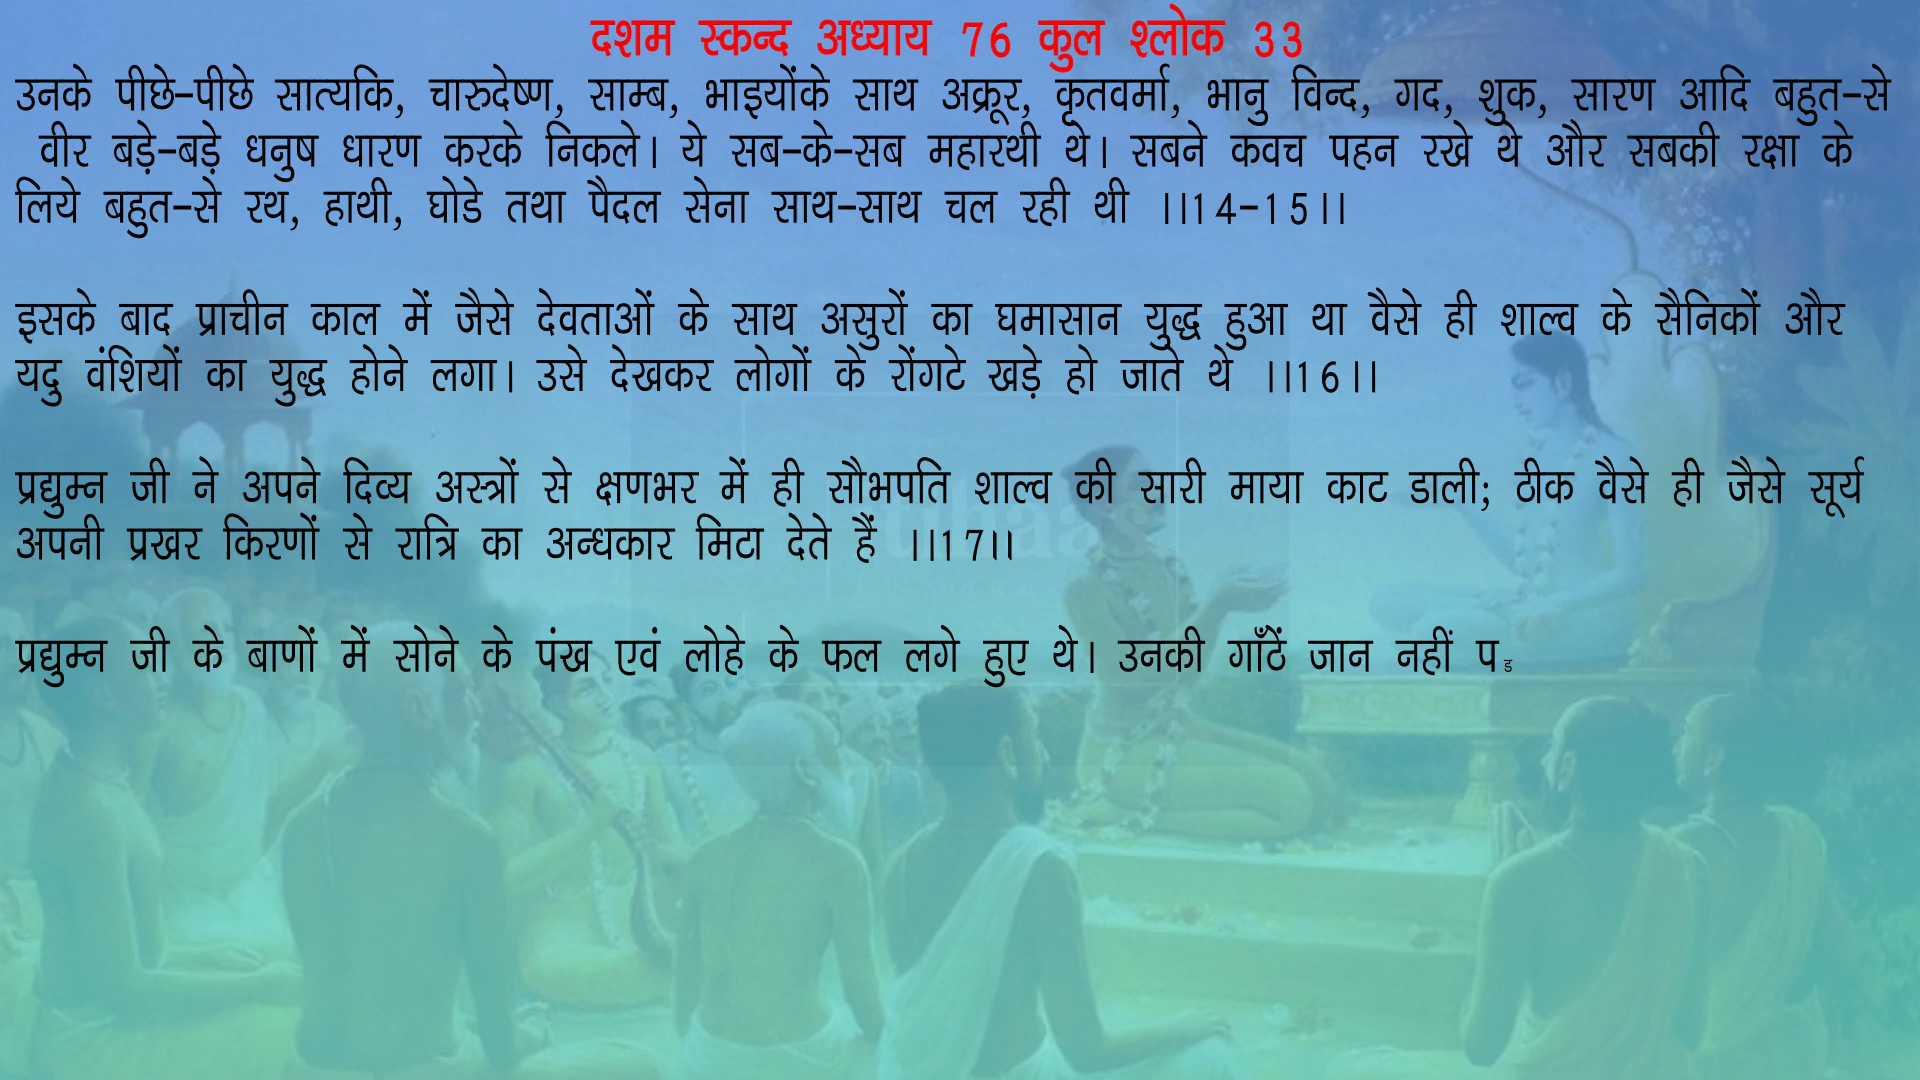 दशम स्कन्द अध्याय 76 कुल श्लोक 33
उनके पीछे-पीछे सात्यकि, चारुदेष्ण, साम्ब, भाइयोंके साथ अक्रूर, कृतवर्मा, भानु विन्द, गद, शुक, सारण आदि बहुत-से
वीर बड़े-बड़े धनुष धारण करके निकले। ये सब-के-सब महारथी थे। सबने कवच पहन रखे थे और सबकी रक्षा के
लिये बहुत-से रथ, हाथी, घोडे तथा पैदल सेना साथ-साथ चल रही थी ।।14-15।।
इसके बाद प्राचीन काल में जैसे देवताओं के साथ असुरों का घमासान युद्ध हुआ था वैसे ही शाल्व के सैनिकों और
यदु वंशियों का युद्ध होने लगा। उसे देखकर लोगों के रोंगटे खड़े हो जाते थे ।।16।।
प्रद्युम्न जी ने अपने दिव्य अस्त्रों से क्षणभर में ही सौभपति शाल्व की सारी माया काट डाली; ठीक वैसे ही जैसे सूर्य
अपनी प्रखर किरणों से रात्रि का अन्धकार मिटा देते हैं ।।17।।
प्रद्युम्न जी के बाणों में सोने के पंख एवं लोहे के फल लगे हुए थे। उनकी गाँठें जान नहीं पड